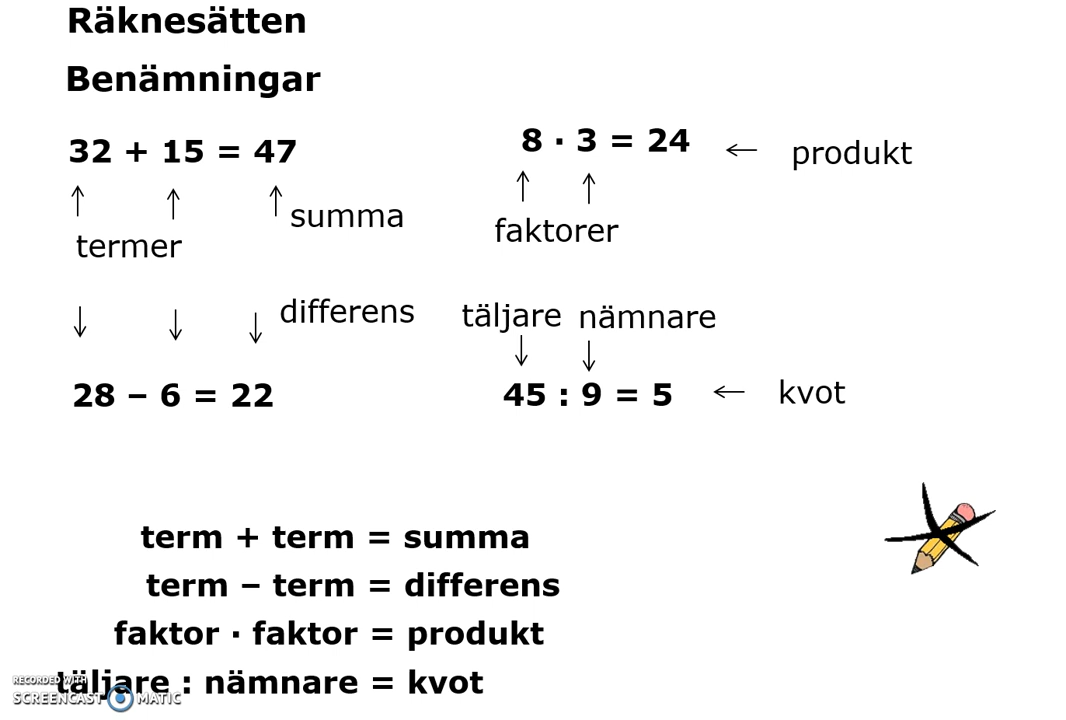 Räknesätten
Benämningar
32 + 15 = 47
↑ ↑ ↑ summa
termer
8 · 3 = 24 ← produkt
↑ ↑
faktorer
↓ ↓ ↓ differens
28 – 6 = 22
täljare nämnare
↓ ↓
45 : 9 = 5 ← kvot
term + term = summa
term – term = differens
faktor · faktor = produkt
täljare : nämnare = kvot
RECORDED WITH
SCREENCAST MATIC